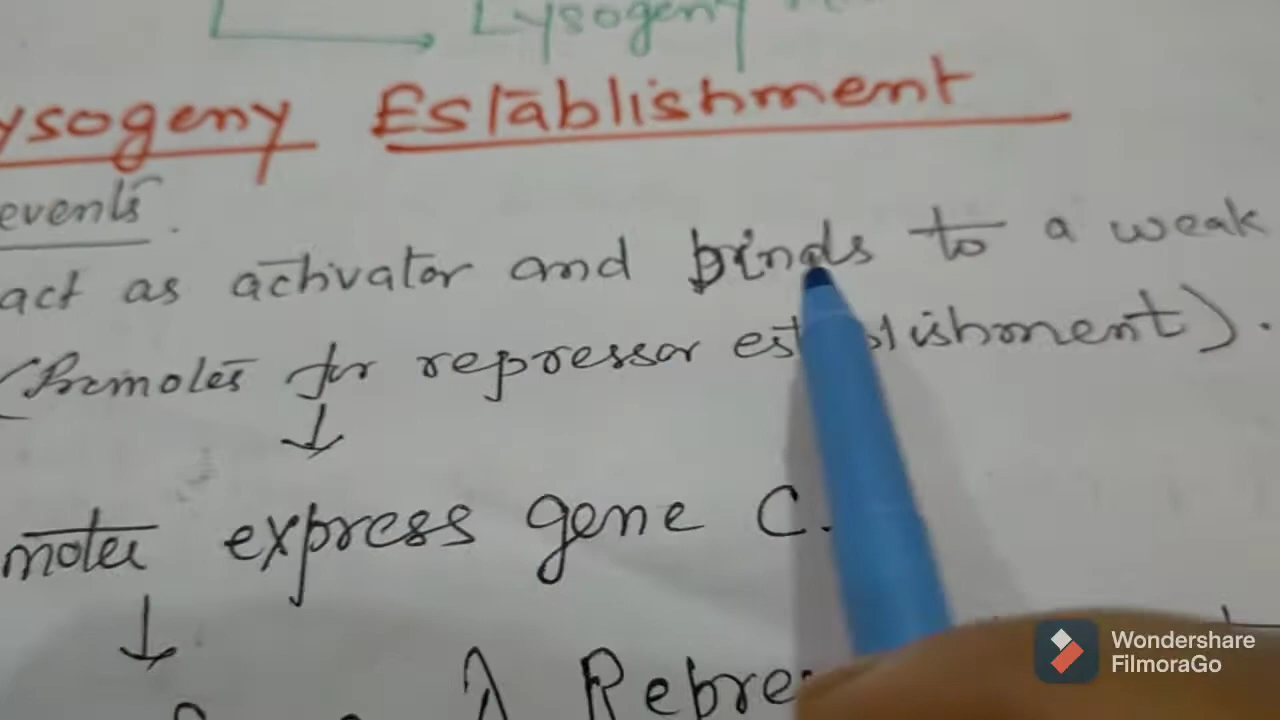 Lysogeny
ysogeny Establishment
events.
act as activator and binds to a weak
(Promoter for repressor establishment).
moter express gene C.
λ Repre
Wondershare
FilmoraGo